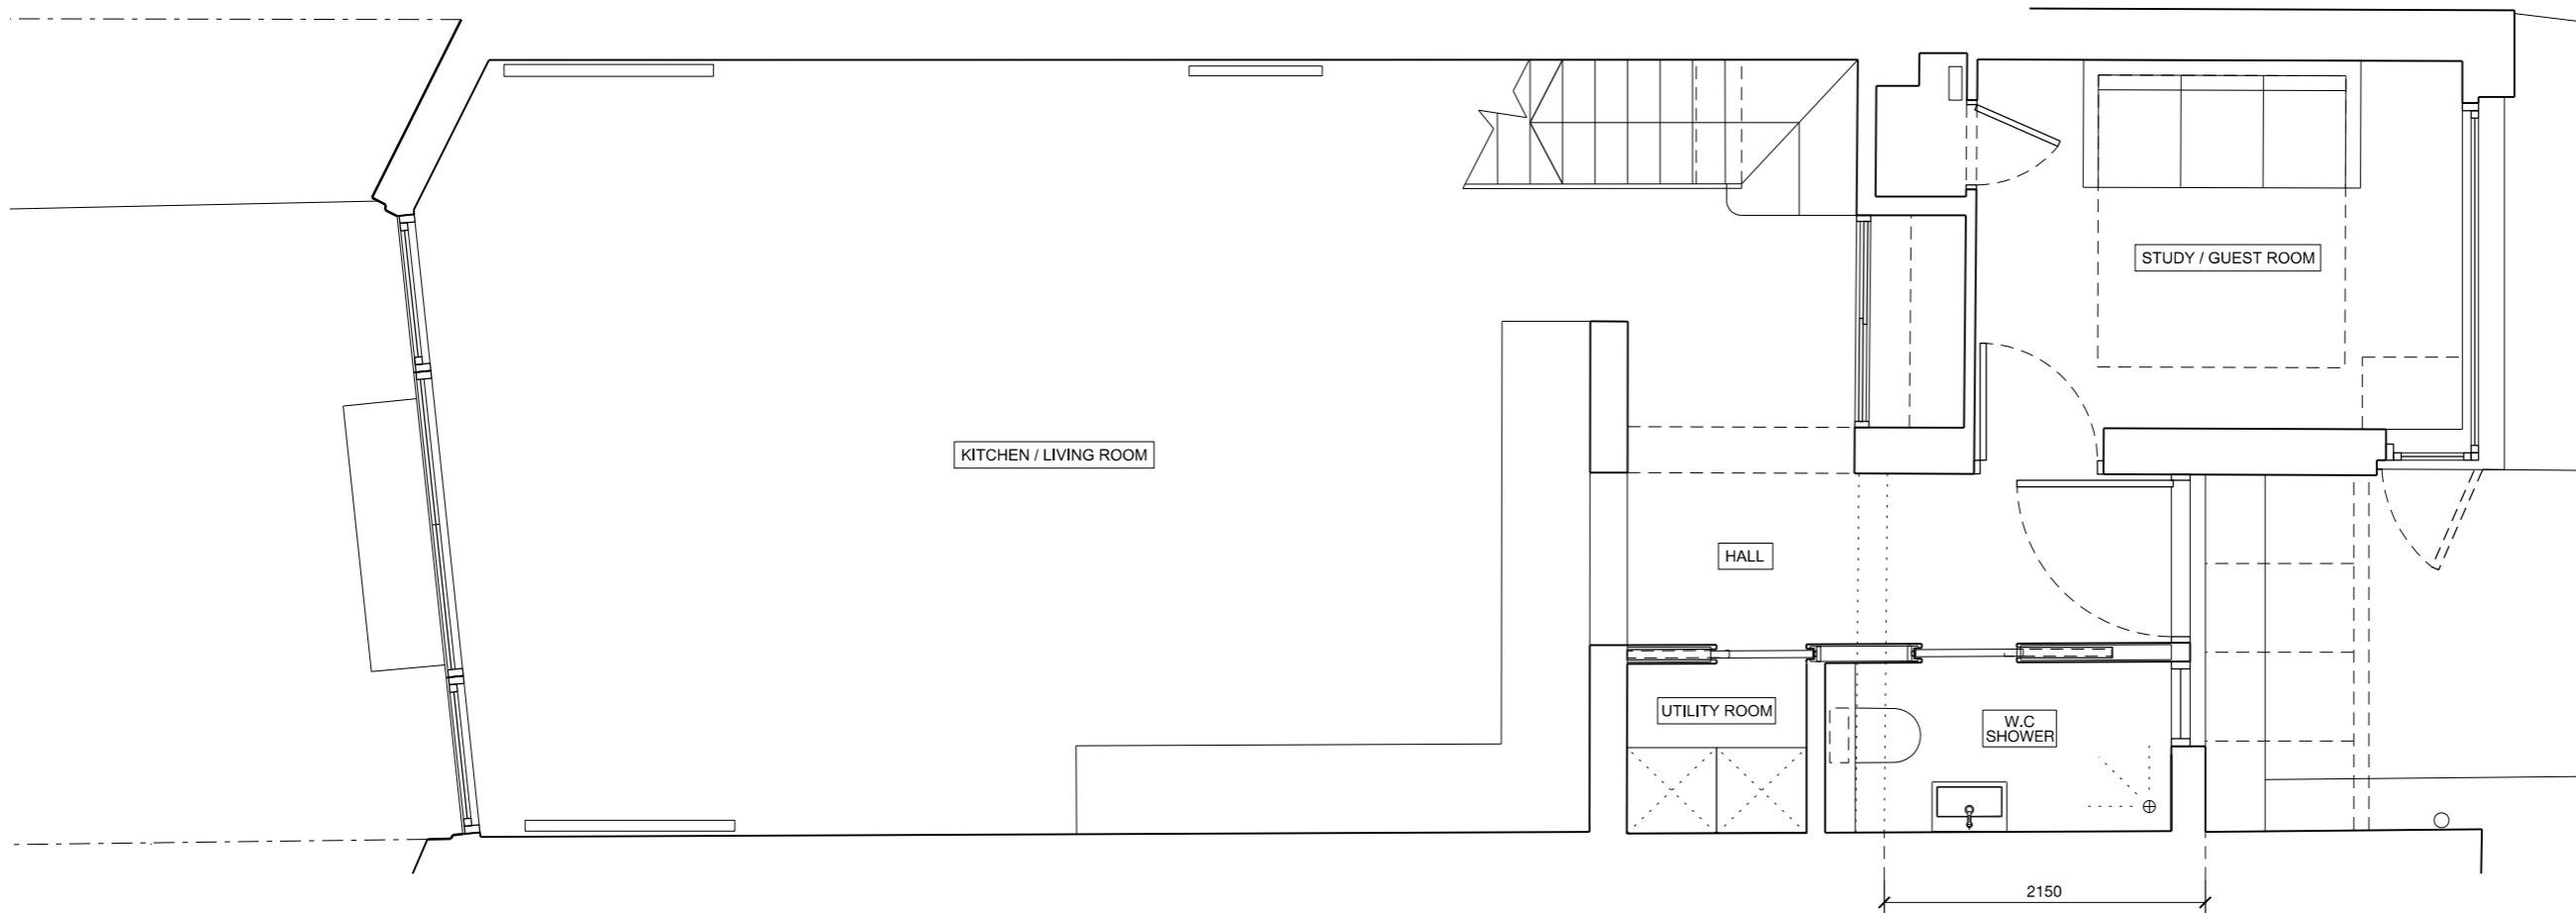 STUDY / GUEST ROOM
KITCHEN / LIVING ROOM
HALL
UTILITY ROOM
W.C
SHOWER
2150